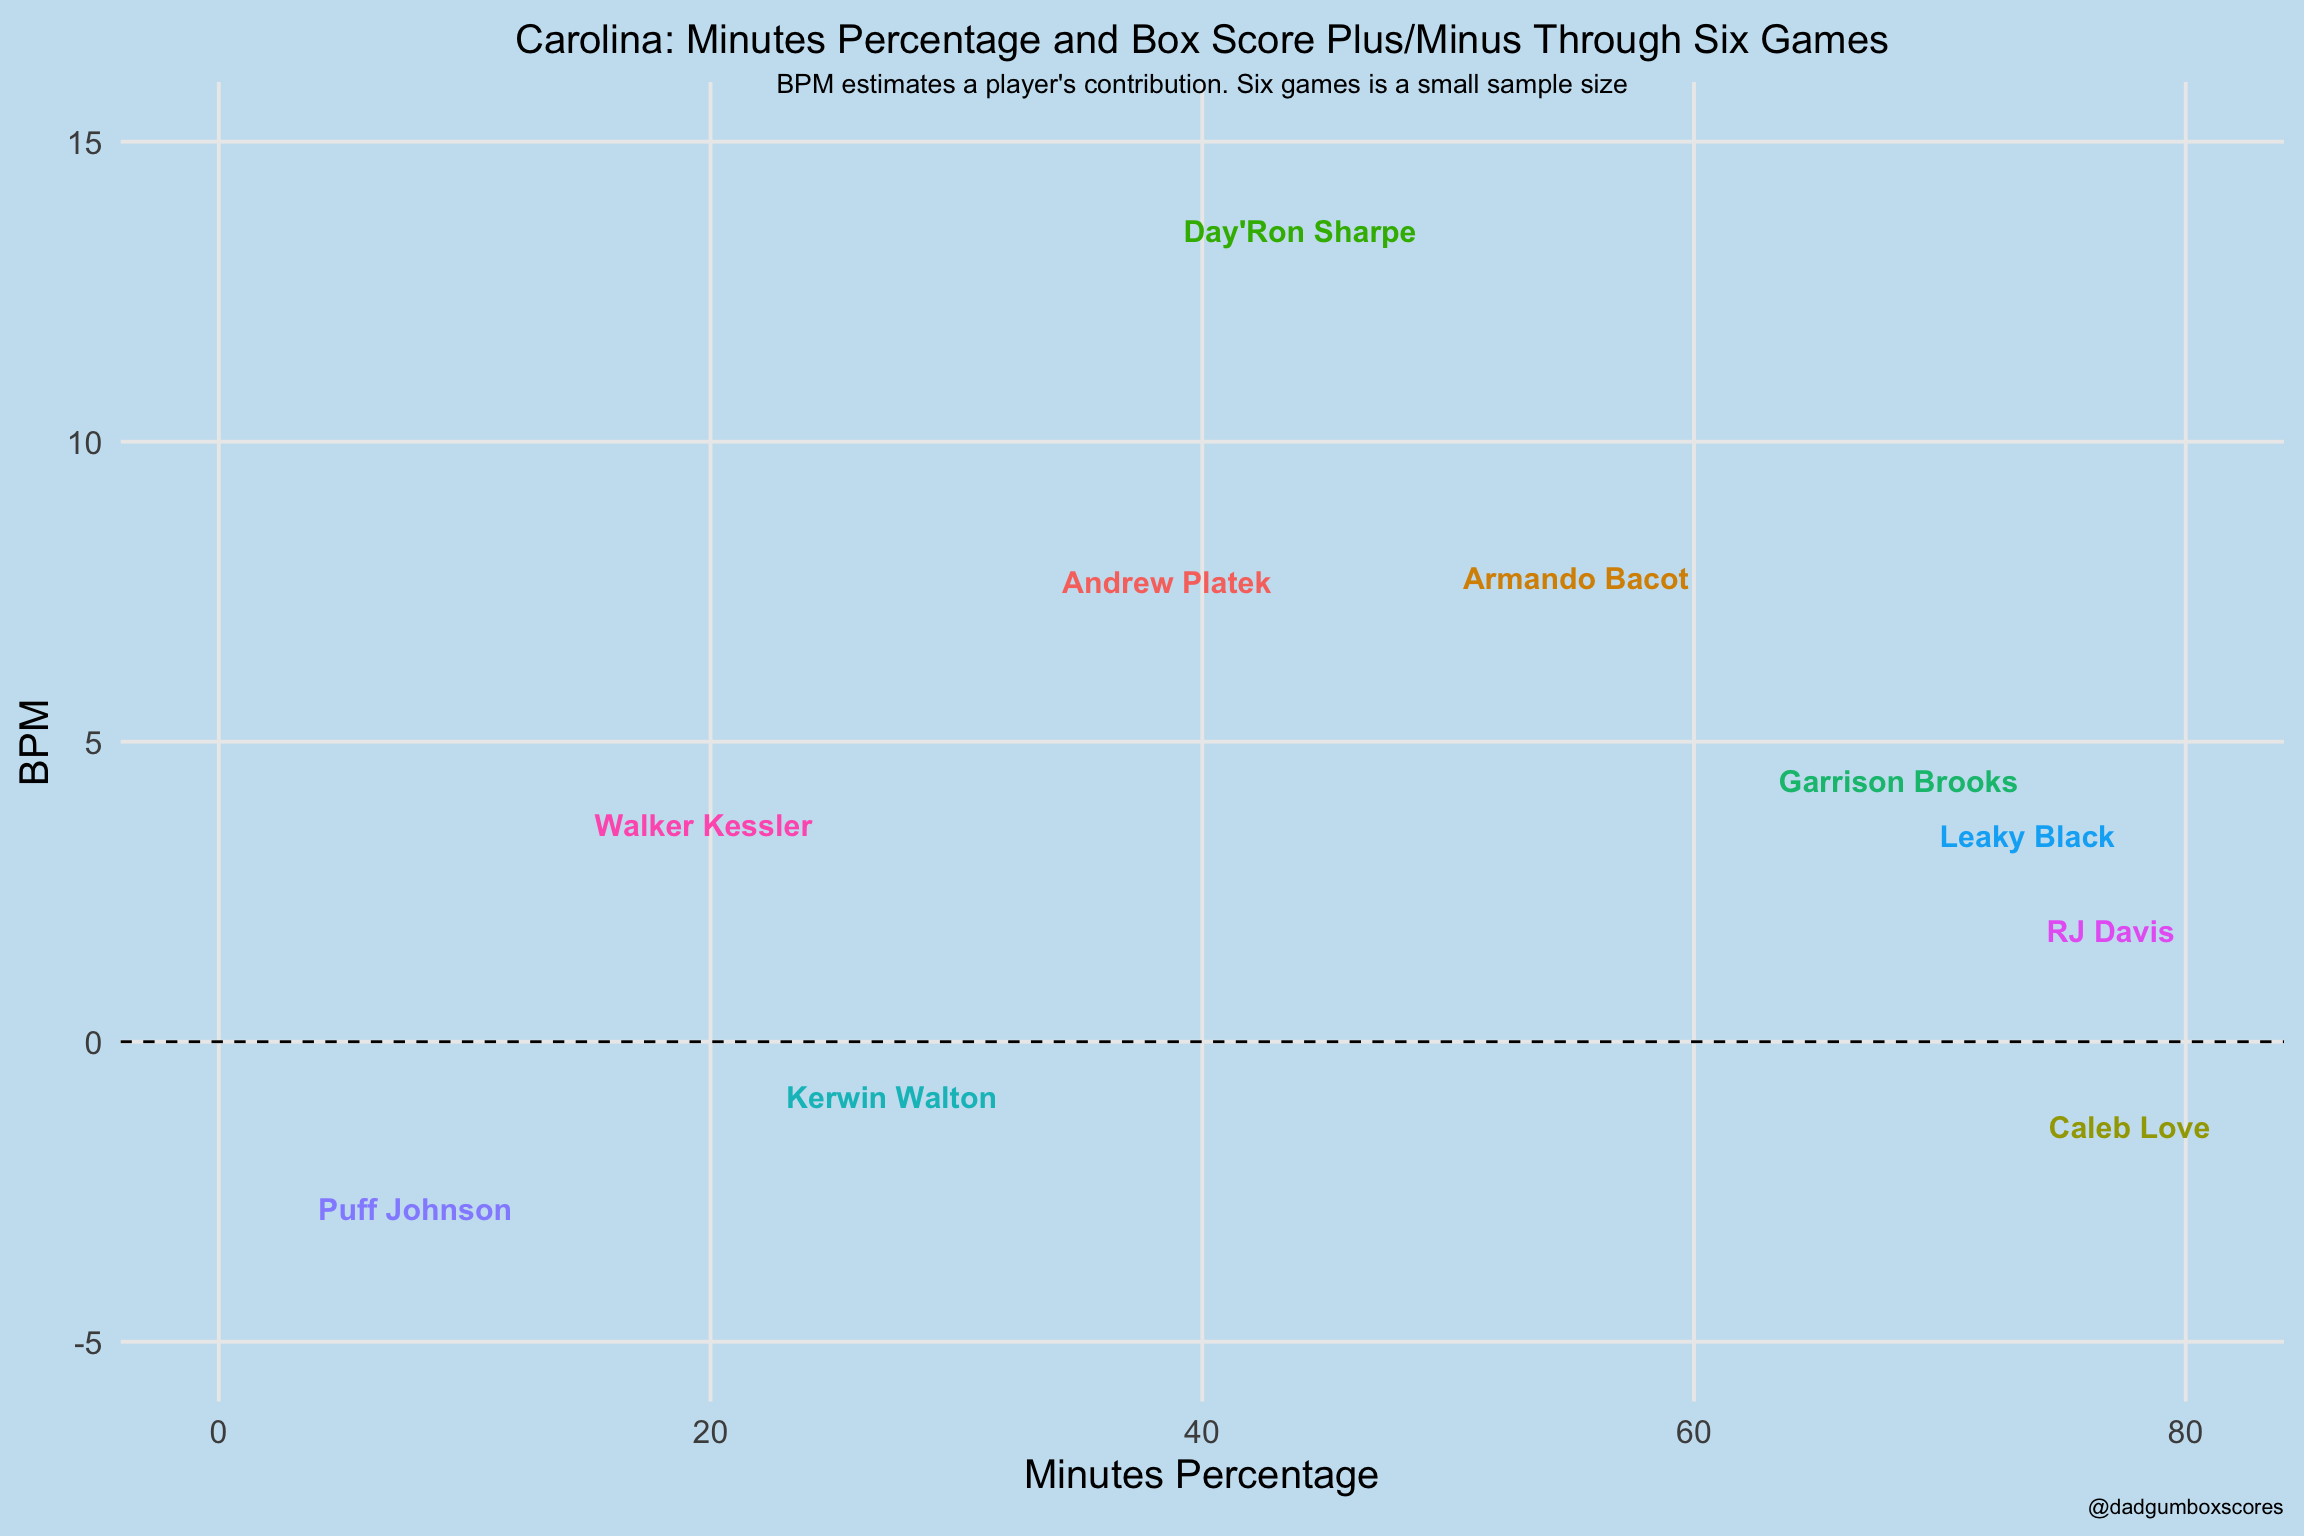 Carolina: Minutes Percentage and Box Score Plus/Minus Through Six Games
BPM estimates a player's contribution. Six games is a small sample size
15
Day'Ron Sharpe
10
Andrew Platek
Armando Bacot
BPM
5
Garrison Brooks
Walker Kessler
Leaky Black
RJ Davis
0
Kerwin Walton
Caleb Love
Puff Johnson
-5
0 20 40 60 80
Minutes Percentage
@dadgumboxscores